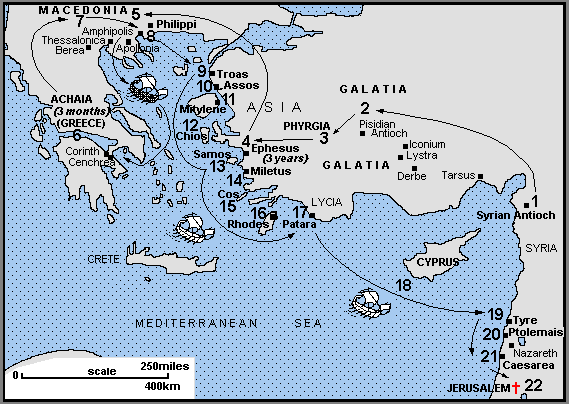 MACEDONIA 5
7
Philippi
Amphipolis 8
Thessalonica
Apollonia
Berea
9 Troas
10 Assos
11
Mitylene
GALATIA
ASIA
2
ACHAIA
(3 months)
(GREECE)
6
12
Chios
PHYRGIA
3
Pisidian
Antioch
4
Ephesus
(3 years)
Iconium
Lystra
GALATIA
Derbe
Tarsus
Corinth
Cenchrea
Samos
13
Miletus
14
Cos
15
16
Rhodes
17
Patara
LYCIA
1
Syrian Antioch
SYRIA
CRETE
CYPRUS
18
MEDITERRANEAN SEA
19
Tyre
20 Ptolemais
Nazareth
21
Caesarea
JERUSALEM 22
250miles
0 scale
400km